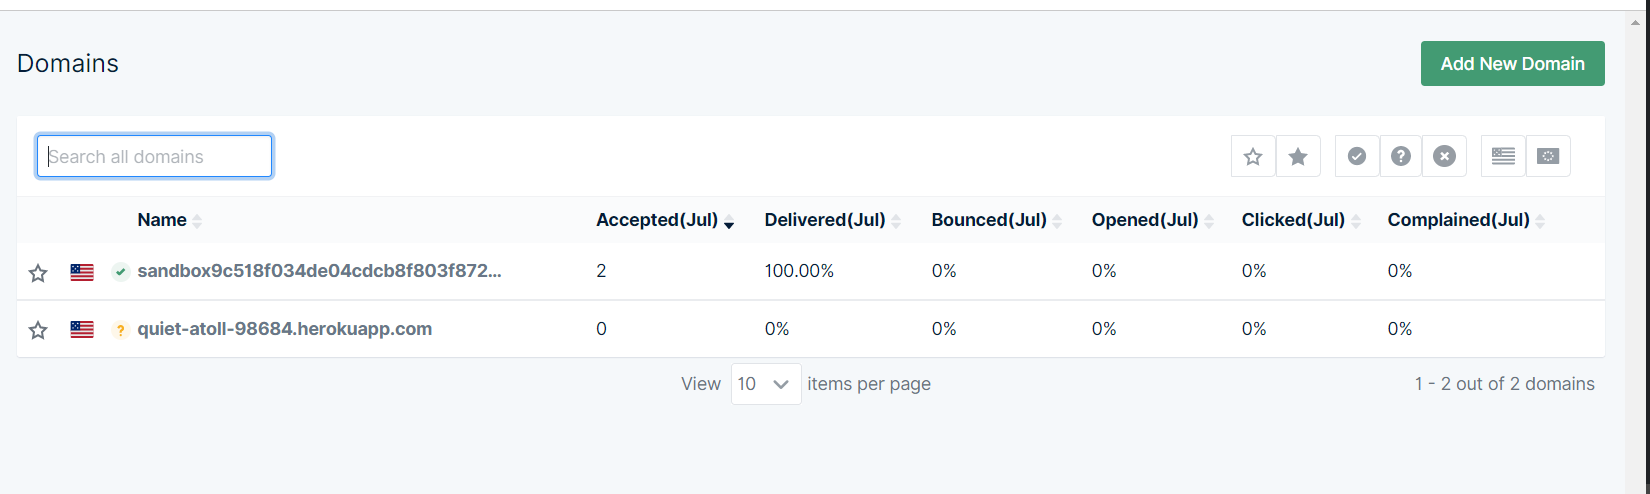 Domains
Add New Domain
Search all domains
Name Accepted(Jul) Delivered(Jul) Bounced(Jul) Opened(Jul) Clicked(Jul) Complained(Jul)
sandbox9c518f034de04cdcb8f803f872... 2 100.00% 0% 0% 0% 0%
? quiet-atoll-98684.herokuapp.com 0 0% 0% 0% 0% 0%
View 10 items per page
1 - 2 out of 2 domains